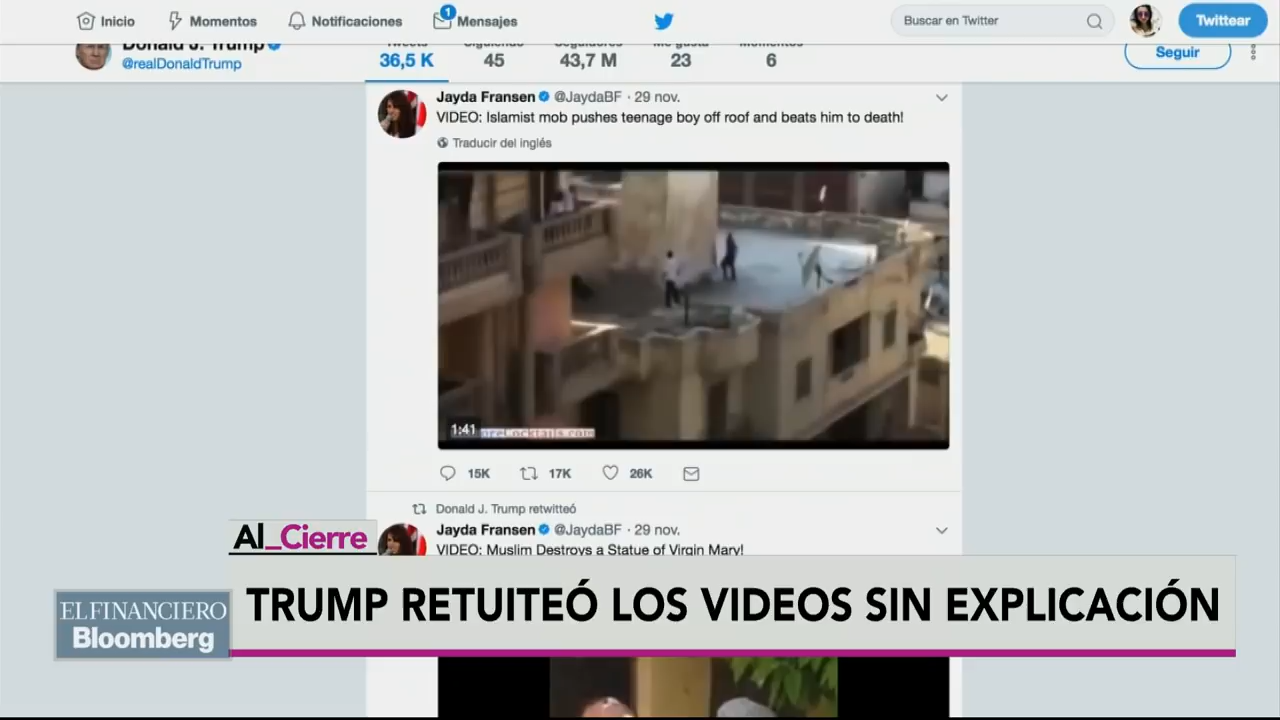 Inicio
Momentos
Notificaciones
1
Mensajes
Buscar en Twitter
Twittear
Donald J. Trump
@realDonaldTrump
Tweets
36,5 K
Siguiendo
45
Seguidores
43,7 M
Me gusta
23
Momentos
6
Seguir
Jayda Fransen @JaydaBF · 29 nov.
VIDEO: Islamist mob pushes teenage boy off roof and beats him to death!
Traducir del inglés
1:41
15K
17K
26K
Donald J. Trump retwitteó
Jayda Fransen @JaydaBF · 29 nov.
VIDEO: Muslim Destroys a Statue of Virgin Mary!
Al_Cierre
EL FINANCIERO
Bloomberg
TRUMP RETUITEÓ LOS VIDEOS SIN EXPLICACIÓN